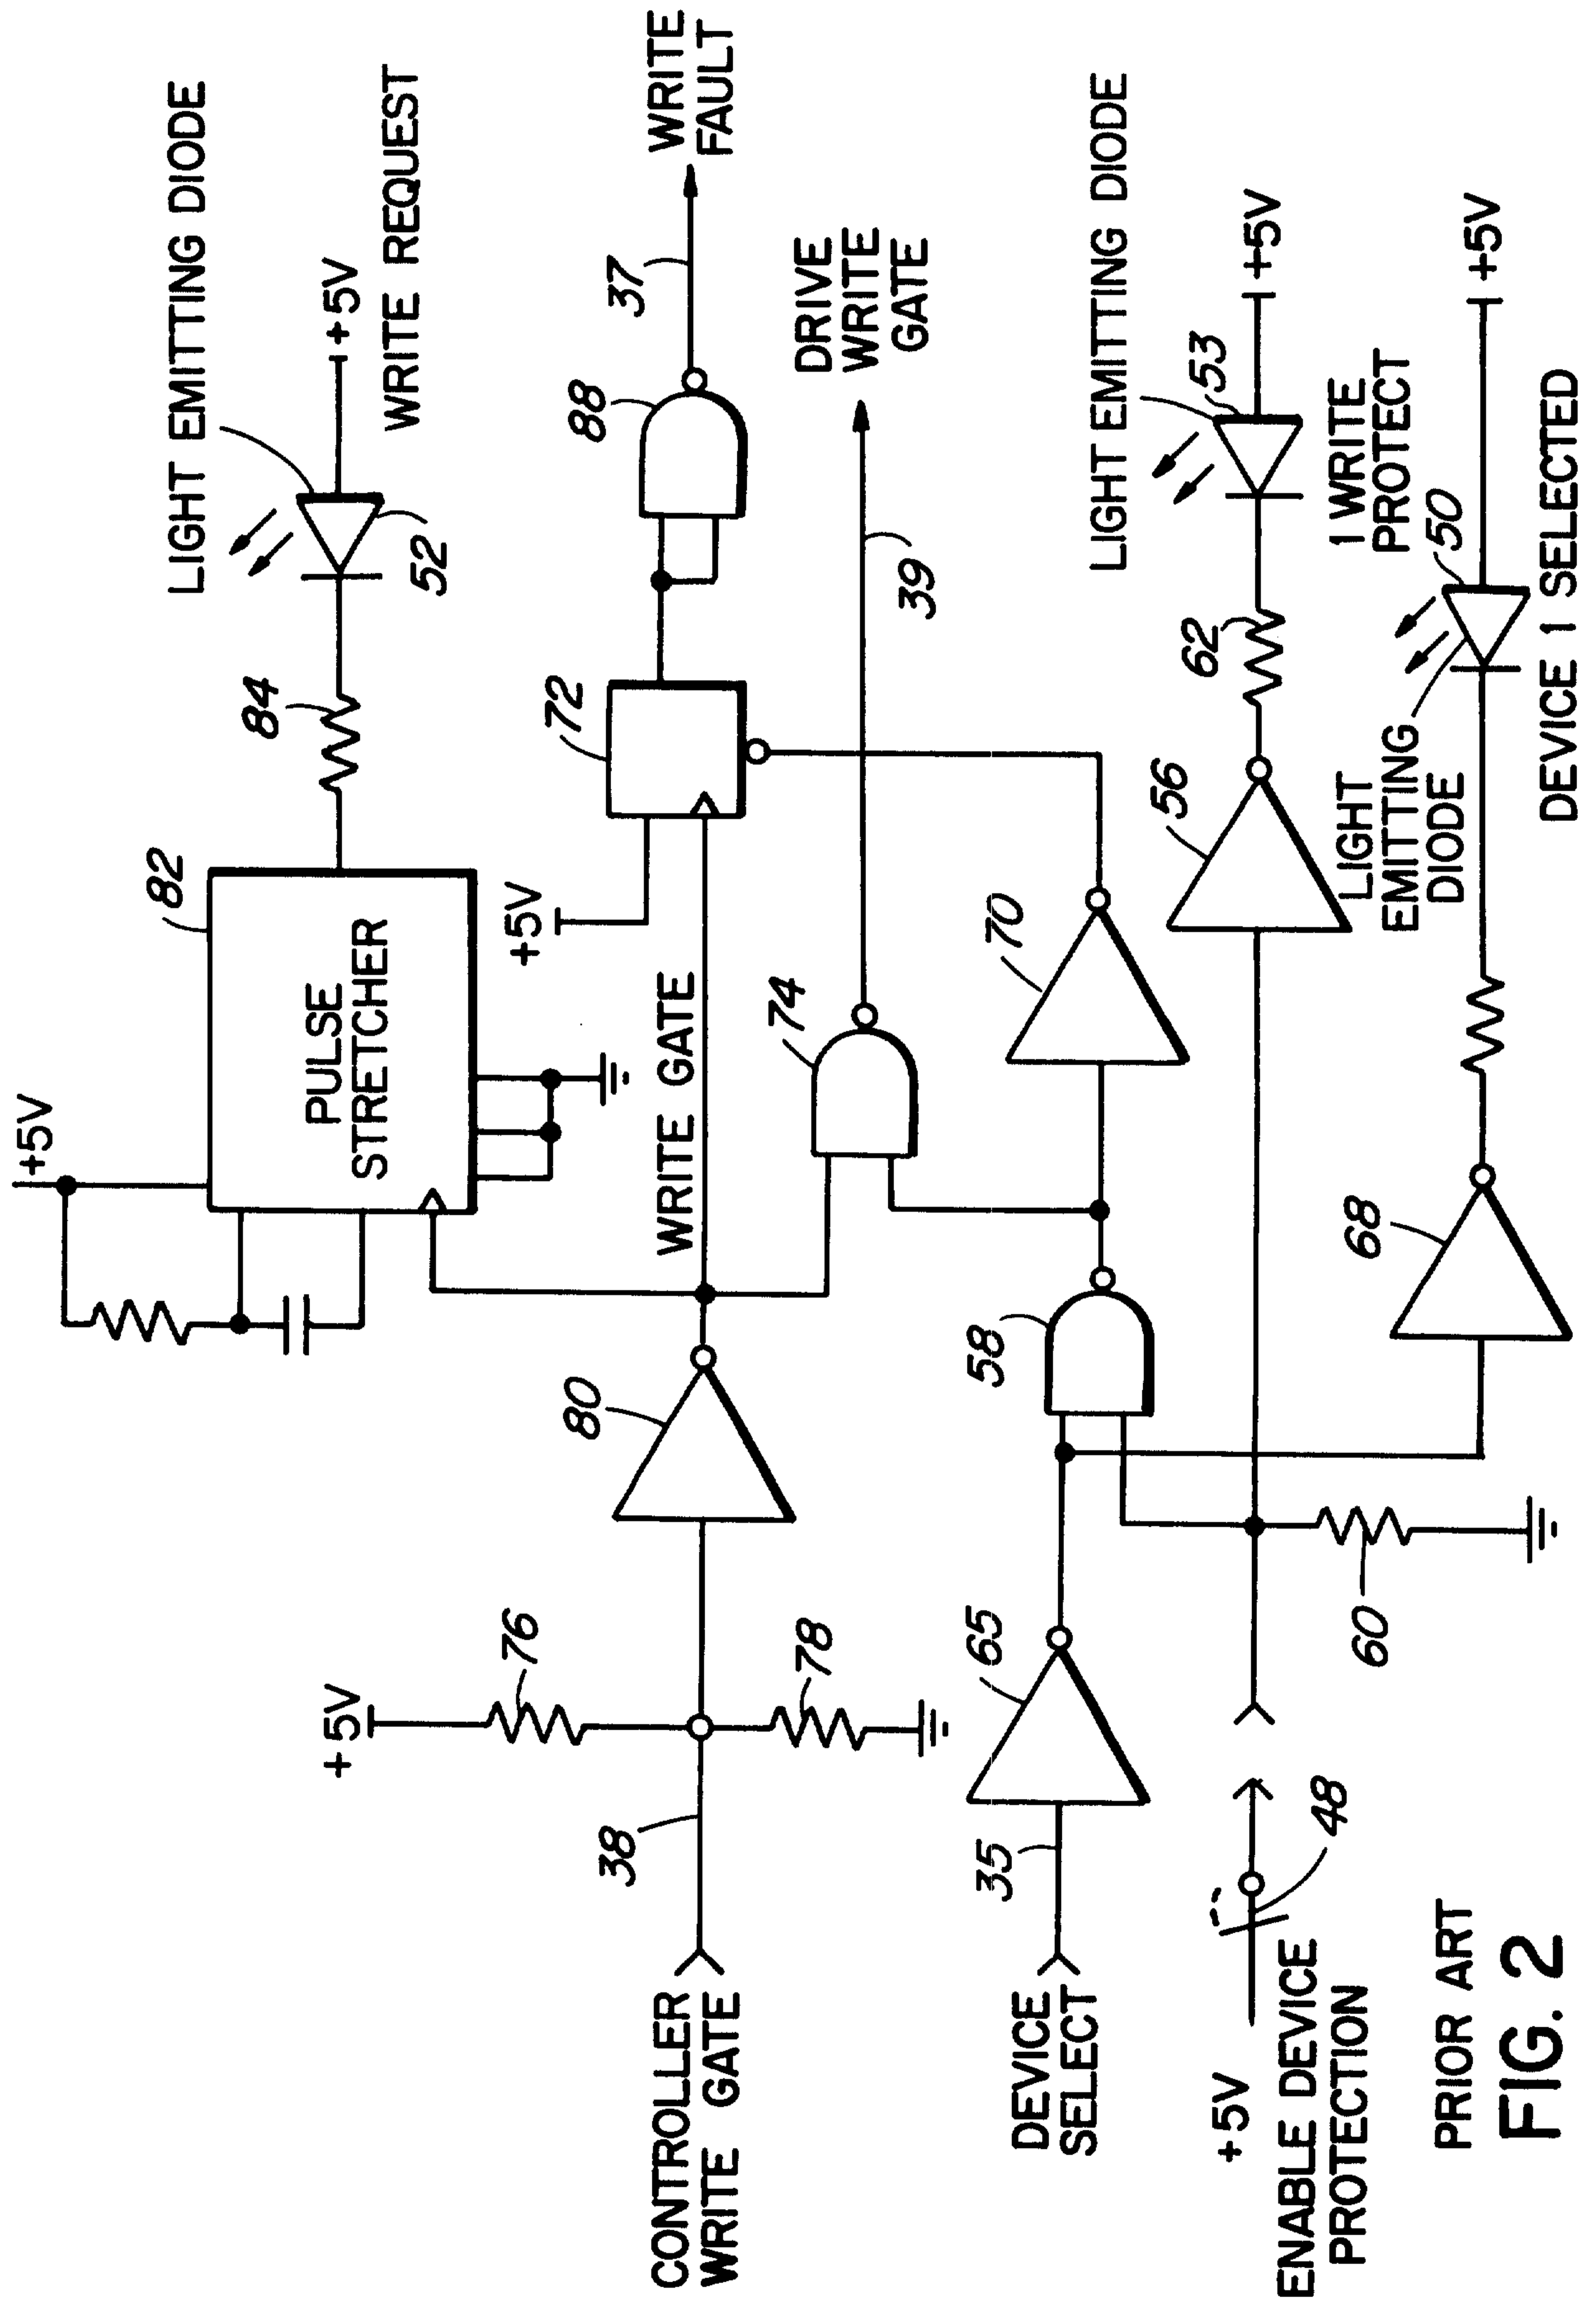 +5V
82
PULSE
STRETCHER
84
52
LIGHT EMITTING DIODE
+5V
WRITE REQUEST
+5V
76
38
78
CONTROLLER
WRITE GATE
80
WRITE GATE
+5V
72
88
37
WRITE
FAULT
74
39
DRIVE
WRITE
GATE
DEVICE
SELECT
35
65
58
70
56
62
53
LIGHT EMITTING DIODE
+5V
1 WRITE
PROTECT
+5V
48
ENABLE DEVICE
PROTECTION
60
68
LIGHT
EMITTING
DIODE
50
+5V
DEVICE 1 SELECTED
PRIOR ART
FIG. 2